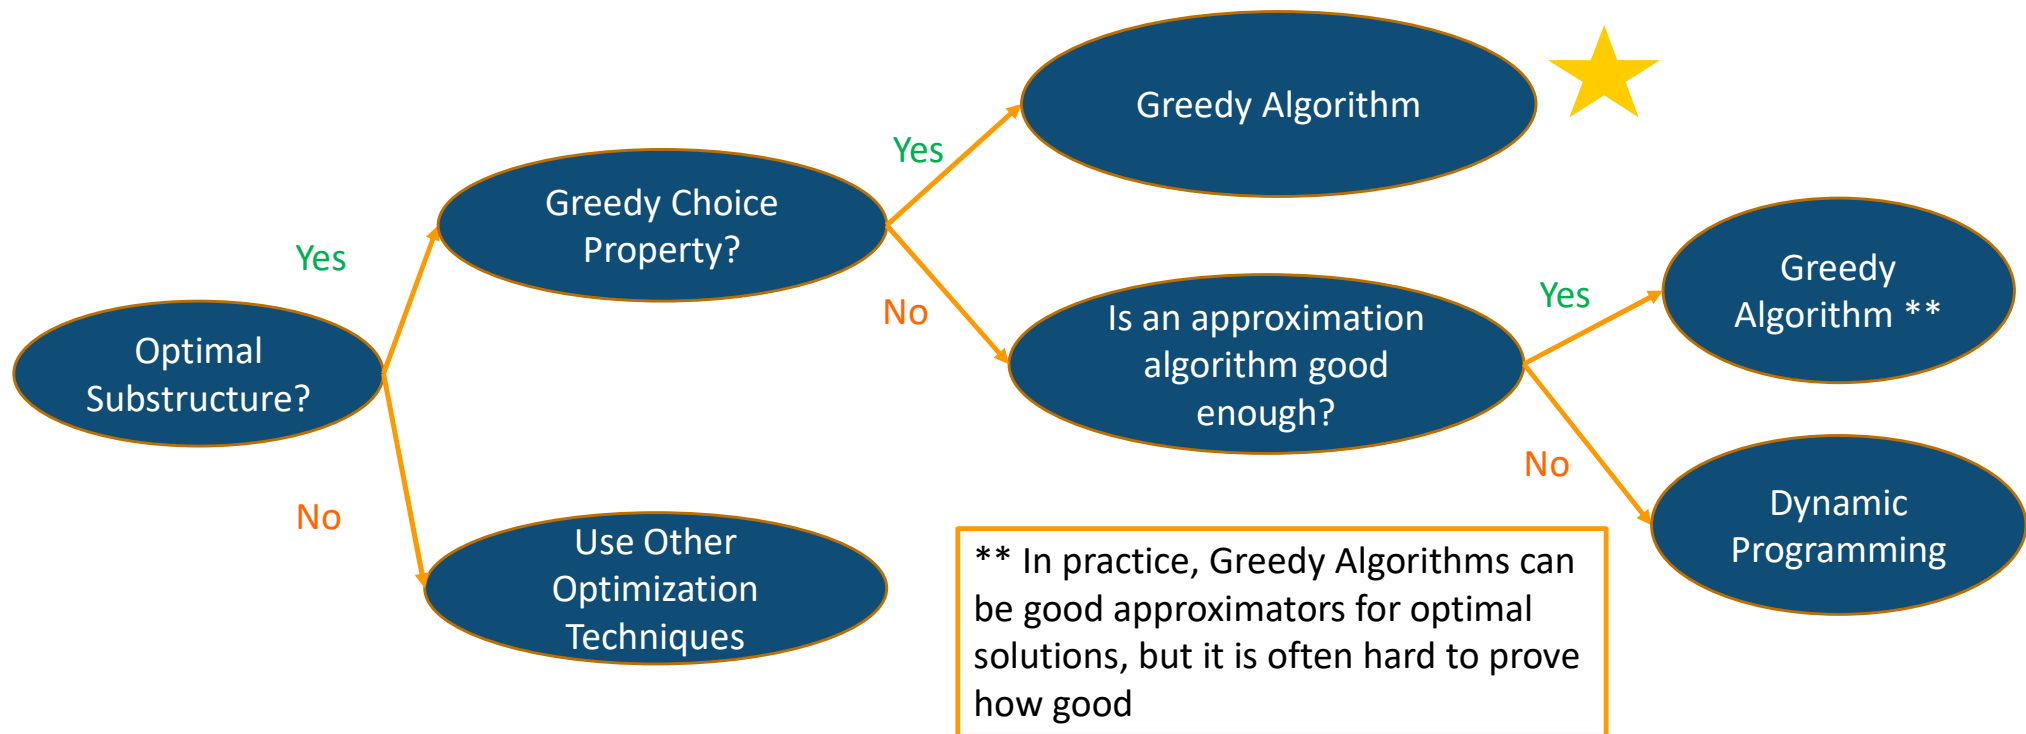 Optimal
Substructure?
Yes
No
Greedy Choice
Property?
Use Other
Optimization
Techniques
Yes
No
Greedy Algorithm
Is an approximation
algorithm good
enough?
Yes
No
Greedy
Algorithm **
Dynamic
Programming
** In practice, Greedy Algorithms can
be good approximators for optimal
solutions, but it is often hard to prove
how good